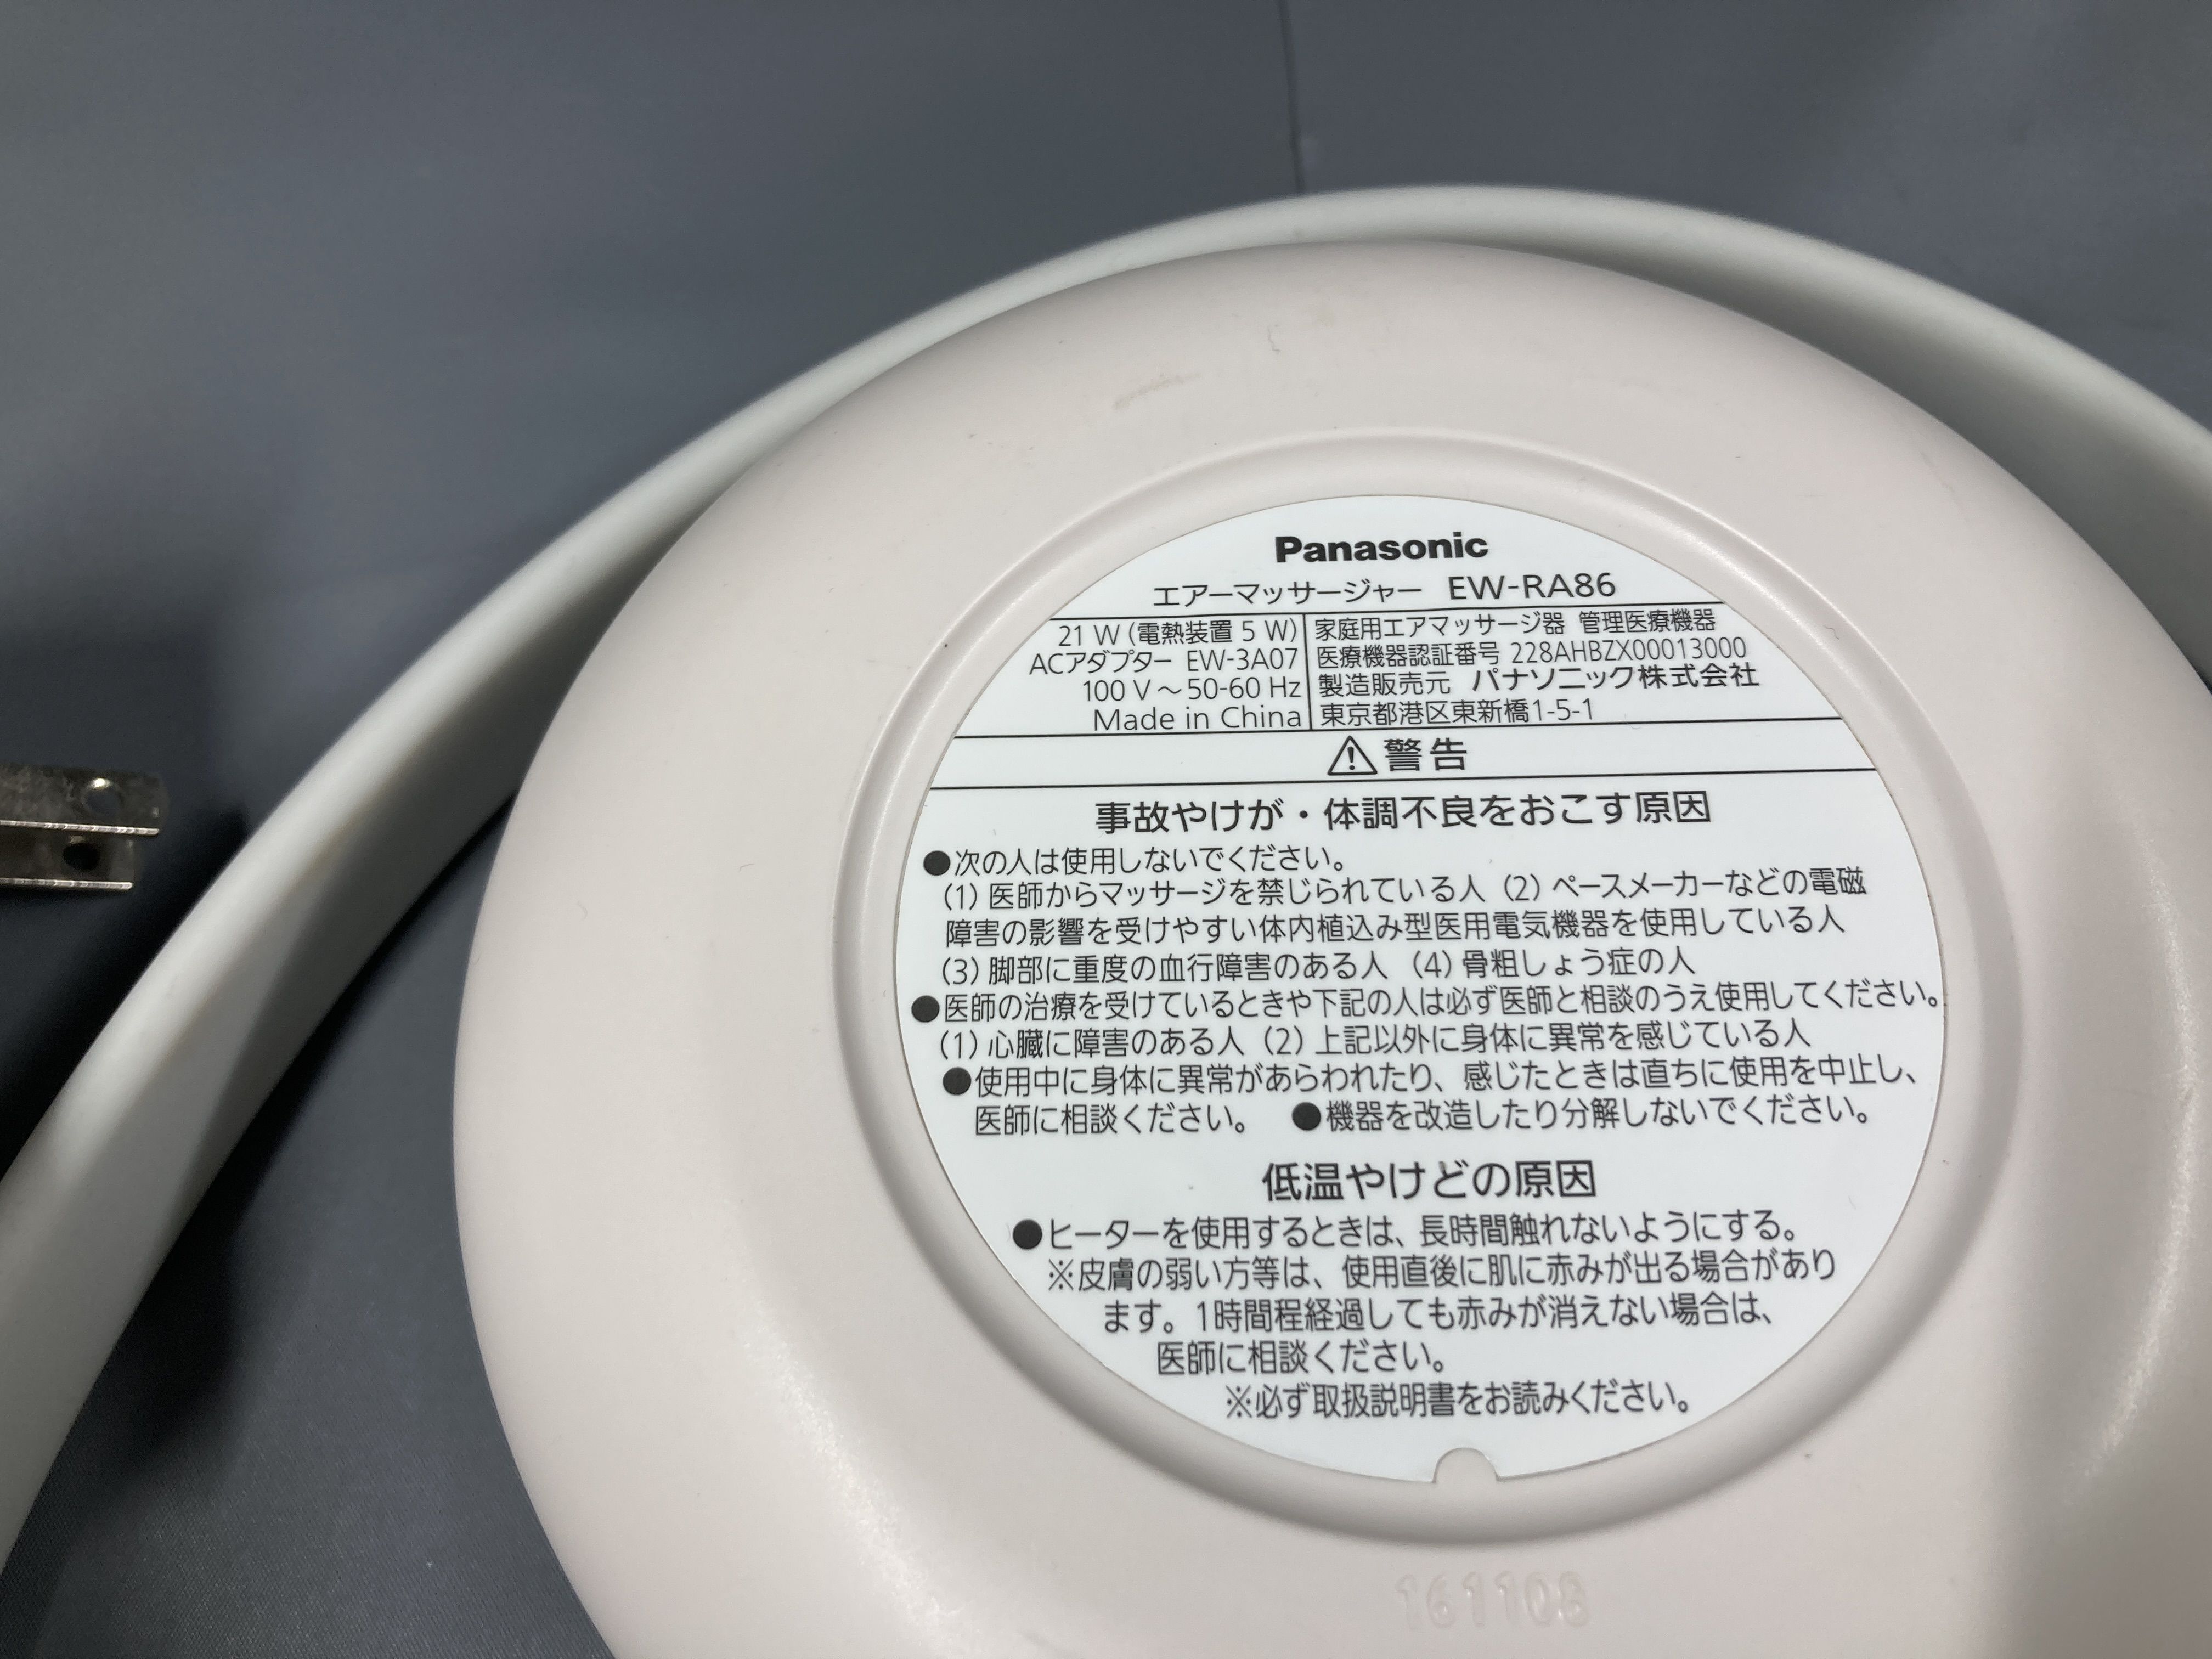 Panasonic
エアーマッサージャー EW-RA86
21 W (電熱装置 5 W)
ACアダプター EW-3A07
100 V～50-60 Hz
Made in China
家庭用エアマッサージ器 管理医療機器
医療機器認証番号 228AHBZX00013000
製造販売元 パナソニック株式会社
東京都港区東新橋1-5-1
⚠警告
事故やけが・体調不良をおこす原因
●次の人は使用しないでください。
(1) 医師からマッサージを禁じられている人 (2) ペースメーカーなどの電磁
障害の影響を受けやすい体内植込み型医用電気機器を使用している人
(3) 脚部に重度の血行障害のある人 (4) 骨粗しょう症の人
●医師の治療を受けているときや下記の人は必ず医師と相談のうえ使用してください。
(1) 心臓に障害のある人 (2) 上記以外に身体に異常を感じている人
●使用中に身体に異常があらわれたり、感じたときは直ちに使用を中止し、
医師に相談ください。 ●機器を改造したり分解しないでください。
低温やけどの原因
●ヒーターを使用するときは、長時間触れないようにする。
※皮膚の弱い方等は、使用直後に肌に赤みが出る場合があり
ます。1時間程経過しても赤みが消えない場合は、
医師に相談ください。
※必ず取扱説明書をお読みください。
161108